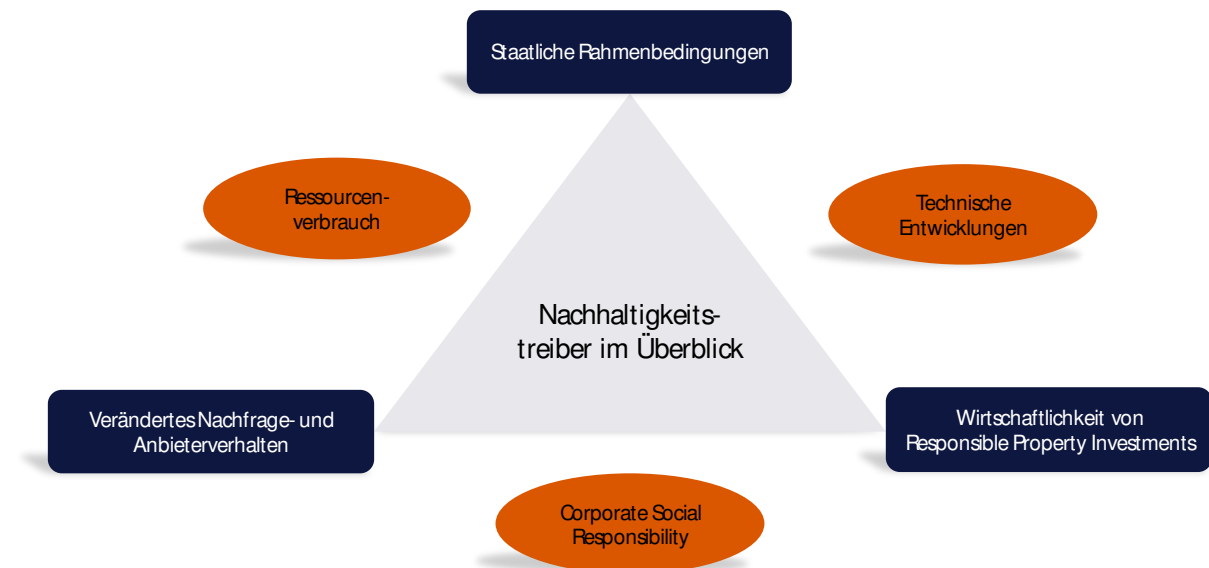 Staatliche Rahmenbedingungen
Ressourcen-
verbrauch
Technische
Entwicklungen
Nachhaltigkeits-
treiber im Überblick
Verändertes Nachfrage- und
Anbieterverhalten
Wirtschaftlichkeit von
Responsible Property Investments
Corporate Social
Responsibility